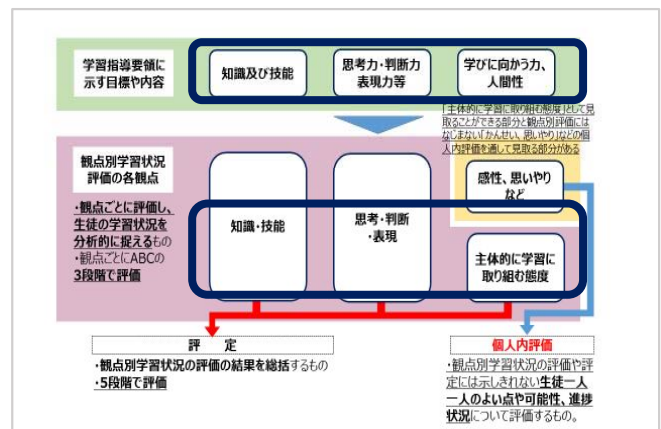 学習指導要領に
示す目標や内容
知識及び技能
思考力・判断力
表現力等
学びに向かう力、
人間性
「主体的に学習に取り組む態度」として見
取ることができる部分と観点別評価には
なじまない「かんせい、思いやり」などの個
人内評価を通して見取る部分がある
観点別学習状況
評価の各観点
・観点ごとに評価し、
生徒の学習状況を
分析的に捉えるもの
・観点ごとにABCの
3段階で評価
知識・技能
思考・判断
・表現
感性、思いやり
など
主体的に学習に
取り組む態度
評 定
・観点別学習状況の評価の結果を総括するもの
・5段階で評価
個人内評価
・観点別学習状況の評価や評
定には示しきれない生徒一人
一人のよい点や可能性、進捗
状況について評価するもの。